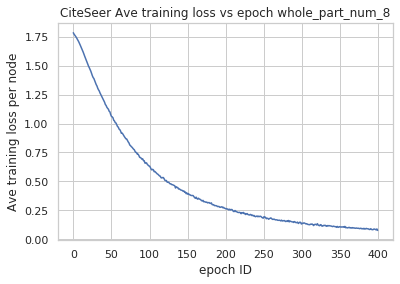 CiteSeer Ave training loss vs epoch whole_part_num_8
Ave training loss per node
1.75
1.50
1.25
1.00
0.75
0.50
0.25
0.00
0 50 100 150 200 250 300 350 400
epoch ID